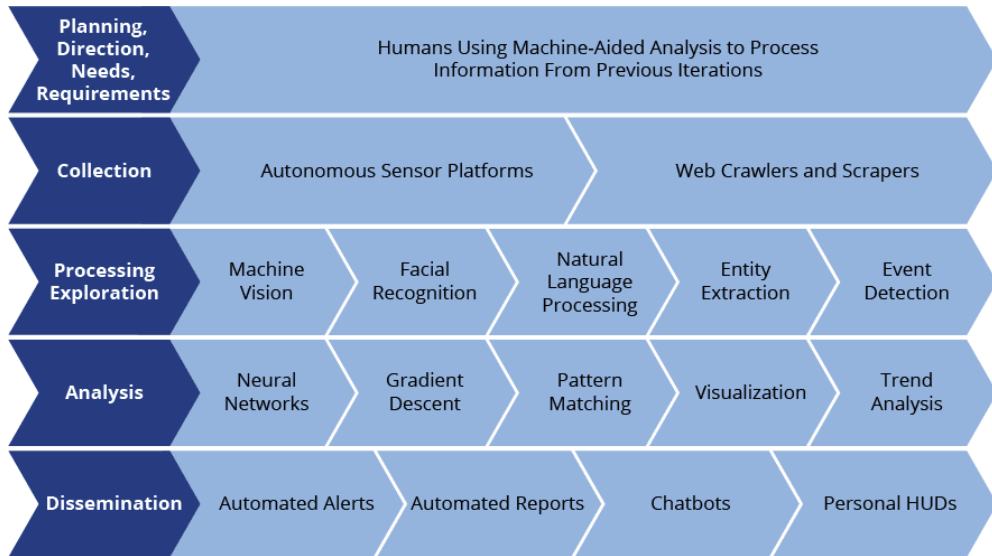 Planning,
Direction,
Needs,
Requirements
Humans Using Machine-Aided Analysis to Process
Information From Previous Iterations
Collection
Autonomous Sensor Platforms
Web Crawlers and Scrapers
Processing
Exploration
Machine
Vision
Facial
Recognition
Natural
Language
Processing
Entity
Extraction
Event
Detection
Analysis
Neural
Networks
Gradient
Descent
Pattern
Matching
Visualization
Trend
Analysis
Dissemination
Automated Alerts
Automated Reports
Chatbots
Personal HUDs